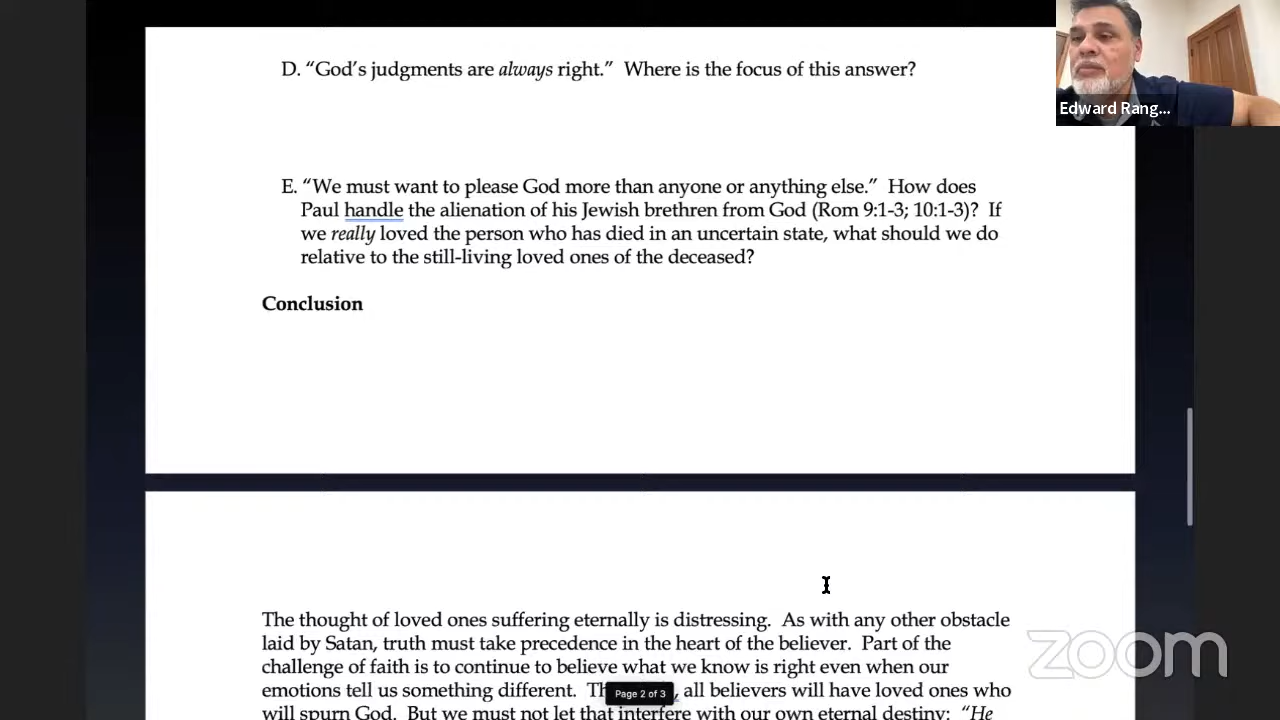 D. “God’s judgments are always right.”  Where is the focus of this answer?
Edward Rang...
E. “We must want to please God more than anyone or anything else.”  How does
Paul handle the alienation of his Jewish brethren from God (Rom 9:1-3; 10:1-3)?  If
we really loved the person who has died in an uncertain state, what should we do
relative to the still-living loved ones of the deceased?
Conclusion
The thought of loved ones suffering eternally is distressing.  As with any other obstacle
laid by Satan, truth must take precedence in the heart of the believer.  Part of the
challenge of faith is to continue to believe what we know is right even when our
emotions tell us something different.  all believers will have loved ones who
will spurn God.  But we must not let that interfere with our own eternal destiny:  “He
Page 2 of 3
zoom